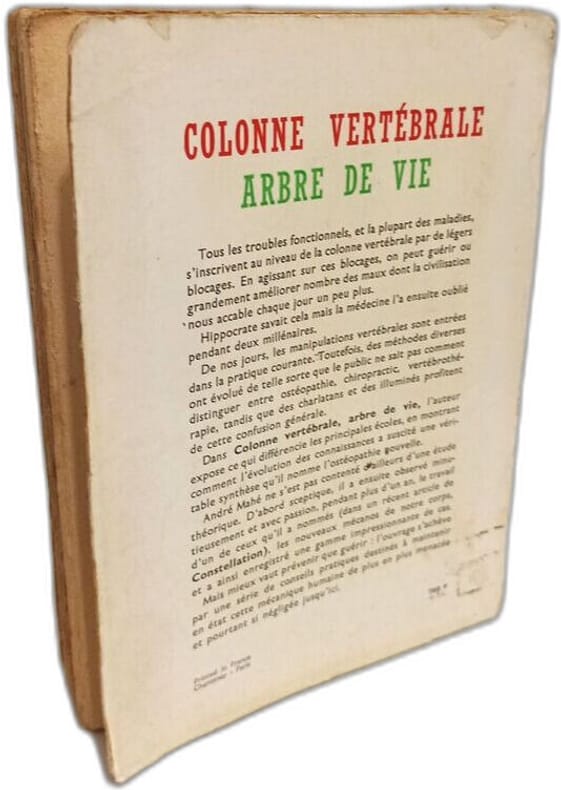 COLONNE VERTÉBRALE
ARBRE DE VIE
Tous les troubles fonctionnels, et la plupart des maladies,
s'inscrivent au niveau de la colonne vertébrale par de légers
blocages. En agissant sur ces blocages, on peut guérir ou
grandement améliorer nombre des maux dont la civilisation
nous accable chaque jour un peu plus.
Hippocrate savait cela mais la médecine l'a ensuite oublié
pendant deux millénaires.
De nos jours, les manipulations vertébrales sont entrées
dans la pratique courante. Toutefois, des méthodes diverses
ont évolué de telle sorte que le public ne sait pas comment
distinguer entre ostéopathie, chiropractic, vertébrothé-
rapie, tandis que des charlatans et des illuminés profitent
de cette confusion générale.
Dans Colonne vertébrale, arbre de vie, l'auteur
expose ce qui différencie les principales écoles, en montrant
comment l'évolution des connaissances a suscité une véri-
table synthèse qu'il nomme l'ostéopathie nouvelle.
André Mahé ne s'est pas contenté d'ailleurs d'une étude
théorique. D'abord sceptique, il a ensuite observé minu-
tieusement et avec passion, pendant plus d'un an, le travail
d'un de ceux qu'il a nommés (dans un récent article de
Constellation), les nouveaux mécanos de notre corps,
et a ainsi enregistré une gamme impressionnante de cas.
Mais mieux vaut prévenir que guérir : l'ouvrage s'achève
par une série de conseils pratiques destinés à maintenir
en état cette mécanique humaine de plus en plus menacée
et pourtant si négligée jusqu'ici.
Printed in France
Paris